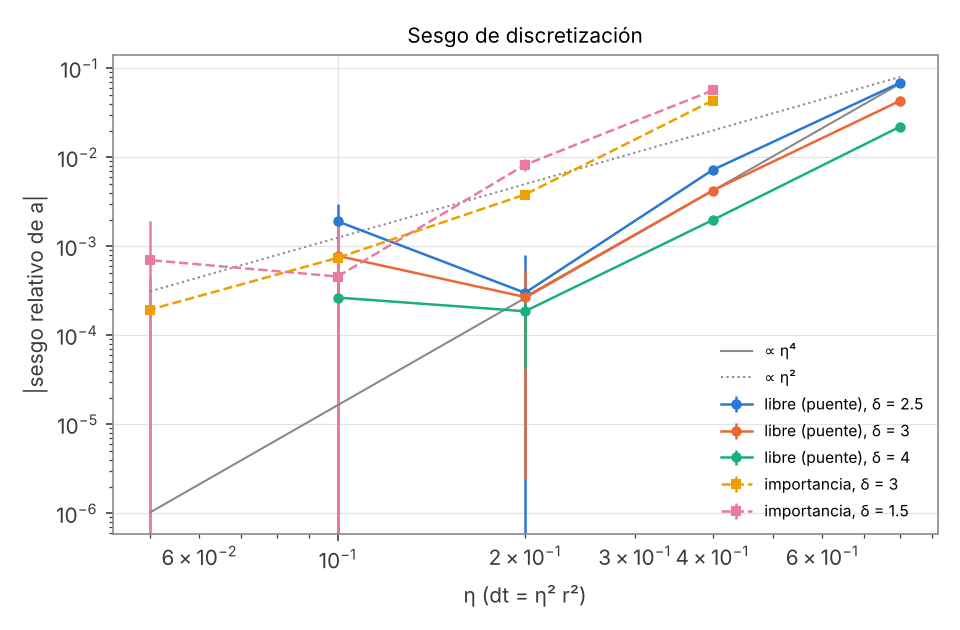 Sesgo de discretización
|sesgo relativo de a|
10⁻¹
10⁻²
10⁻³
10⁻⁴
10⁻⁵
10⁻⁶
∝ η⁴
∝ η²
libre (puente), δ = 2.5
libre (puente), δ = 3
libre (puente), δ = 4
importancia, δ = 3
importancia, δ = 1.5
6 × 10⁻² 10⁻¹ 2 × 10⁻¹ 3 × 10⁻¹ 4 × 10⁻¹ 6 × 10⁻¹
η (dt = η² r²)